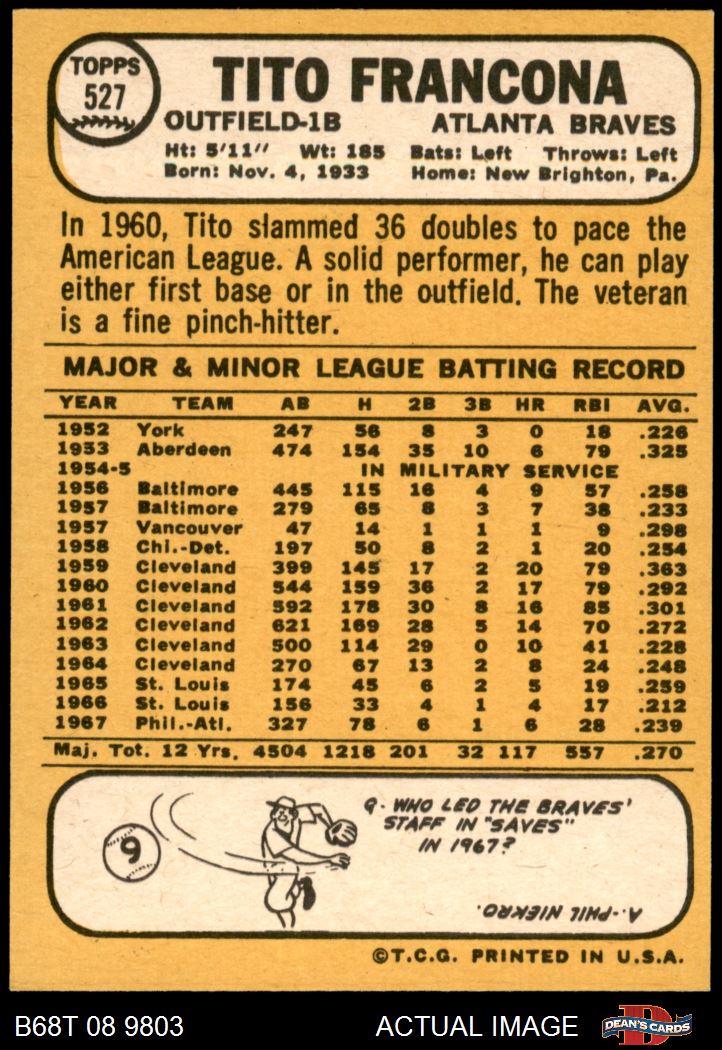 TOPPS
527
TITO FRANCONA
OUTFIELD-1B ATLANTA BRAVES
Ht: 5'11" Wt: 185 Bats: Left Throws: Left
Born: Nov. 4, 1933 Home: New Brighton, Pa.
In 1960, Tito slammed 36 doubles to pace the
American League. A solid performer, he can play
either first base or in the outfield. The veteran
is a fine pinch-hitter.
MAJOR & MINOR LEAGUE BATTING RECORD
YEAR TEAM AB H 2B 3B HR RBI AVG.
1952 York 247 56 8 3 0 18 .226
1953 Aberdeen 474 154 35 10 6 79 .325
1954-5 IN MILITARY SERVICE
1956 Baltimore 445 115 16 4 9 57 .258
1957 Baltimore 279 65 8 3 7 38 .233
1957 Vancouver 47 14 1 1 1 9 .298
1958 Chi.-Det. 197 50 8 2 1 20 .254
1959 Cleveland 399 145 17 2 20 79 .363
1960 Cleveland 544 159 36 2 17 79 .292
1961 Cleveland 592 178 30 8 16 85 .301
1962 Cleveland 621 169 28 5 14 70 .272
1963 Cleveland 500 114 29 0 10 41 .228
1964 Cleveland 270 67 13 2 8 24 .248
1965 St. Louis 174 45 6 2 5 19 .259
1966 St. Louis 156 33 4 1 4 17 .212
1967 Phil.-Atl. 327 78 6 1 6 28 .239
Maj. Tot. 12 Yrs. 4504 1218 201 32 117 557 .270
9
Q- WHO LED THE BRAVES'
STAFF IN "SAVES"
IN 1967?
A.-PHIL NIEKRO.
©T.C.G. PRINTED IN U.S.A.
B68T 08 9803 ACTUAL IMAGE D DEAN'S CARDS